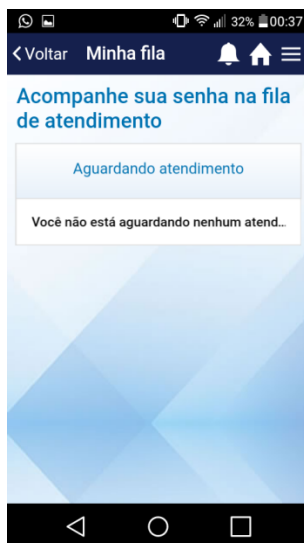 32% 00:37
Voltar Minha fila
Acompanhe sua senha na fila
de atendimento
Aguardando atendimento
Você não está aguardando nenhum atend...